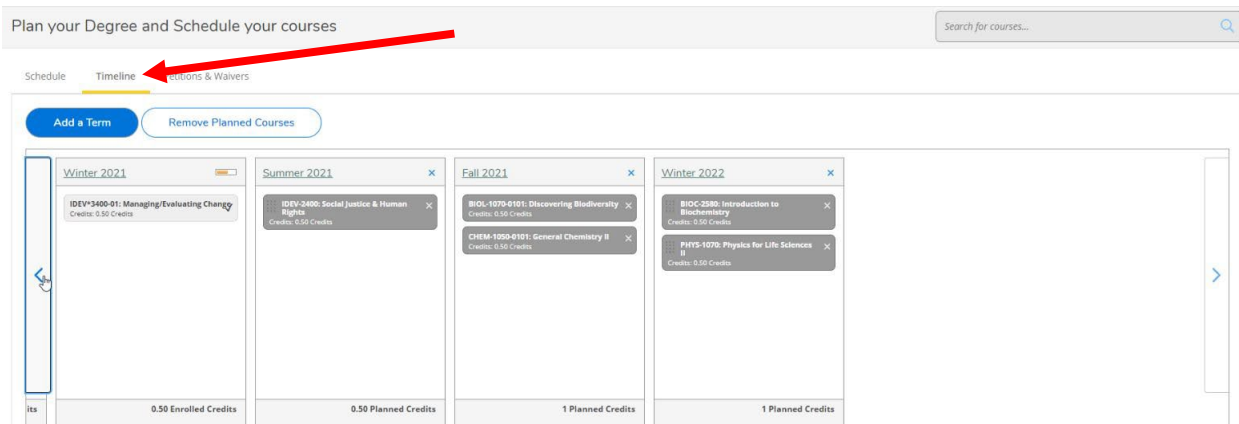 Plan your Degree and Schedule your courses
Search for courses...
Schedule Timeline etitions & Waivers
Add a Term Remove Planned Courses
Winter 2021
IDEV*3400-01: Managing/Evaluating Change
Credits: 0.50 Credits
0.50 Enrolled Credits
Summer 2021
IDEV-2400: Social Justice & Human
Rights
Credits: 0.50 Credits
0.50 Planned Credits
Fall 2021
BIOL-1070-0101: Discovering Biodiversity
Credits: 0.50 Credits
CHEM-1050-0101: General Chemistry II
Credits: 0.50 Credits
1 Planned Credits
Winter 2022
BIOC-2580: Introduction to
Biochemistry
Credits: 0.50 Credits
PHYS-1070: Physics for Life Sciences
II
Credits: 0.50 Credits
1 Planned Credits
its